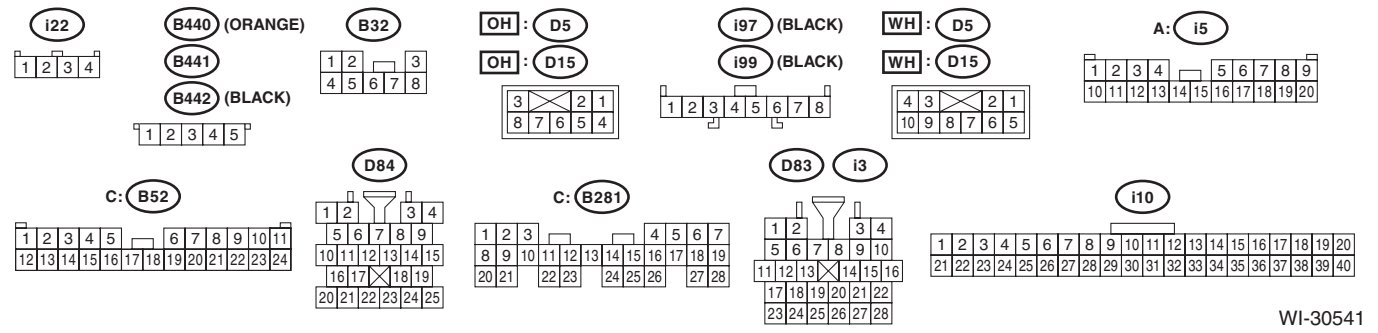 i22
1 2 3 4
B440 (ORANGE)
B441
B442 (BLACK)
1 2 3 4 5
B32
1 2 3
4 5 6 7 8
OH : D5
OH : D15
3 2 1
8 7 6 5 4
i97 (BLACK)
i99 (BLACK)
1 2 3 4 5 6 7 8
WH : D5
WH : D15
4 3 2 1
10 9 8 7 6 5
A: i5
1 2 3 4 5 6 7 8 9
10 11 12 13 14 15 16 17 18 19 20
C: B52
1 2 3 4 5 6 7 8 9 10 11
12 13 14 15 16 17 18 19 20 21 22 23 24
D84
1 2 3 4
5 6 7 8 9
10 11 12 13 14 15
16 17 18 19
20 21 22 23 24 25
C: B281
1 2 3 4 5 6 7
8 9 10 11 12 13 14 15 16 17 18 19
20 21 22 23 24 25 26 27 28
D83 i3
1 2 3 4
5 6 7 8 9 10
11 12 13 14 15 16
17 18 19 20 21 22
23 24 25 26 27 28
i10
1 2 3 4 5 6 7 8 9 10 11 12 13 14 15 16 17 18 19 20
21 22 23 24 25 26 27 28 29 30 31 32 33 34 35 36 37 38 39 40
WI-30541